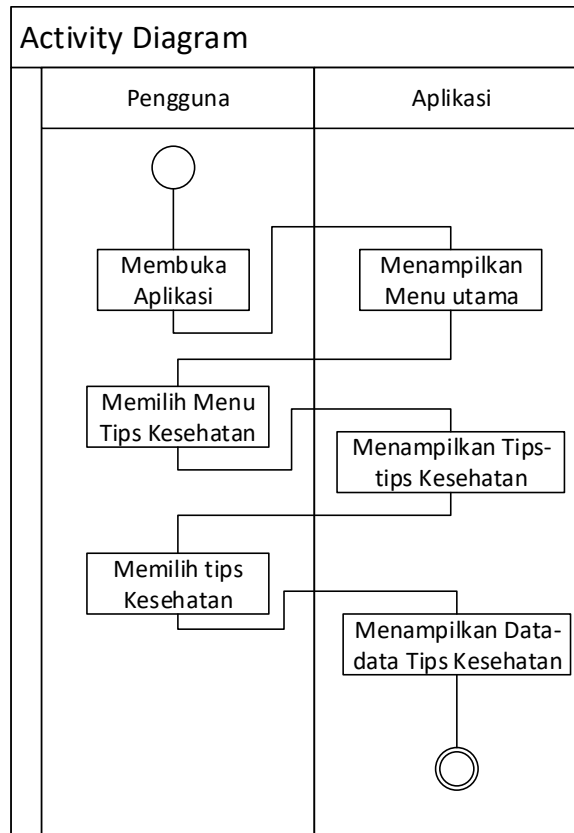 Activity Diagram
Pengguna
Aplikasi
Membuka
Aplikasi
Menampilkan
Menu utama
Memilih Menu
Tips Kesehatan
Menampilkan Tips-
tips Kesehatan
Memilih tips
Kesehatan
Menampilkan Data-
data Tips Kesehatan